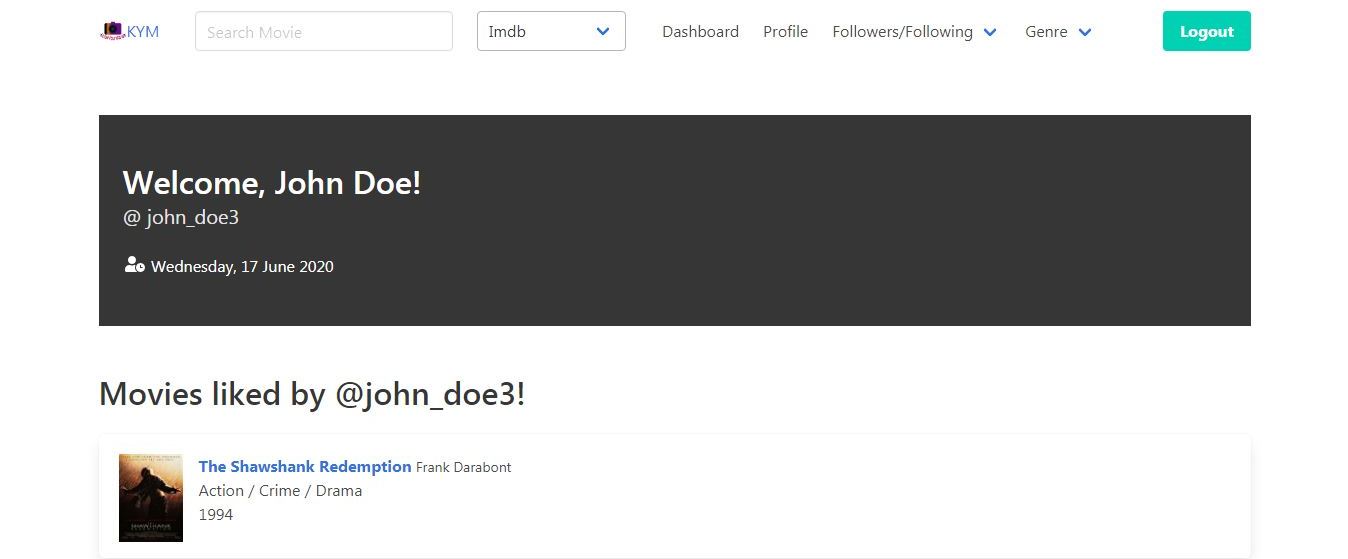 KYM Search Movie Imdb Dashboard Profile Followers/Following Genre Logout
Welcome, John Doe!
@ john_doe3
Wednesday, 17 June 2020
Movies liked by @john_doe3!
The Shawshank Redemption Frank Darabont
Action / Crime / Drama
1994